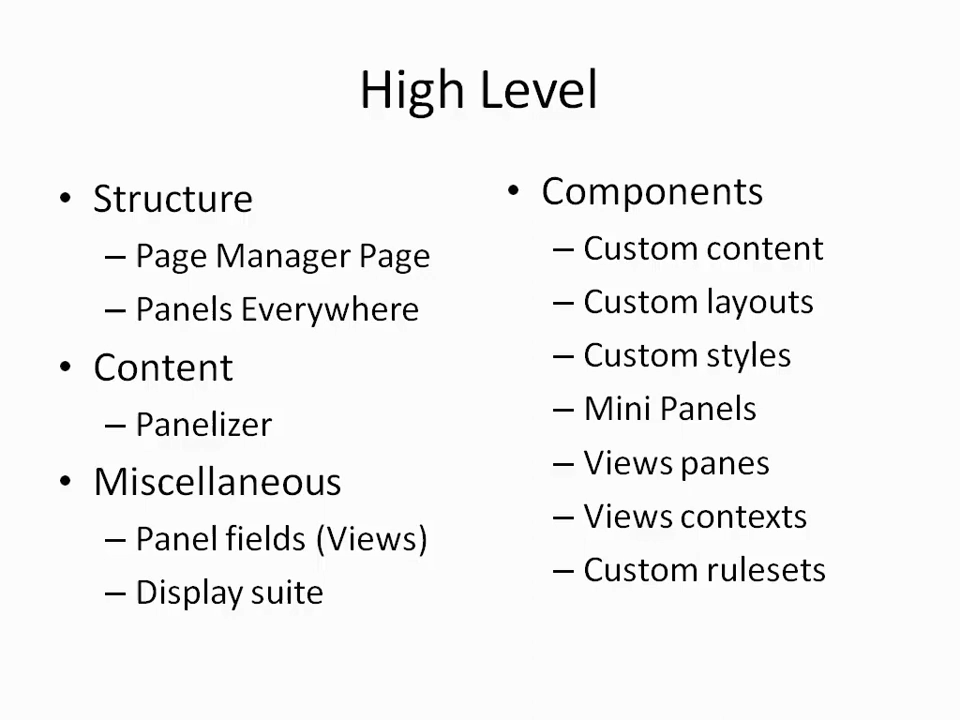 High Level
• Structure
– Page Manager Page
– Panels Everywhere
• Content
– Panelizer
• Miscellaneous
– Panel fields (Views)
– Display suite
• Components
– Custom content
– Custom layouts
– Custom styles
– Mini Panels
– Views panes
– Views contexts
– Custom rulesets